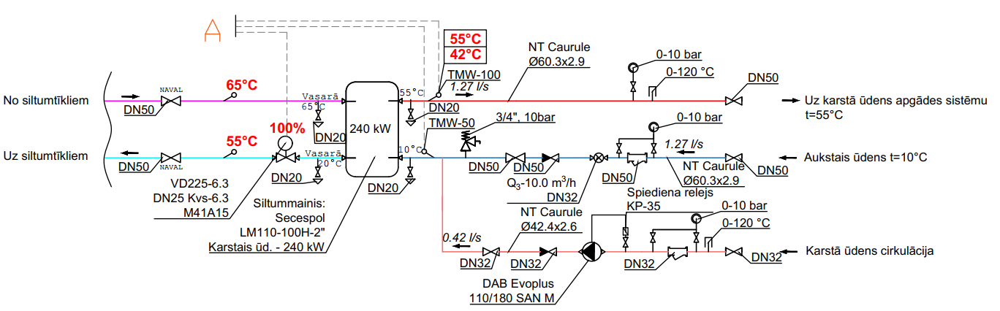 55°C
42°C
TMW-100
1.27 l/s
NT Caurule
Ø60.3x2.9
0-10 bar
0-120 °C
DN50
No siltumtīkliem
NAVAL
DN50
65°C
Vasarā
65°C
DN20
55°C
DN20
Uz karstā ūdens apgādes sistēmu
t=55°C
240 kW
TMW-50
3/4", 10bar
0-10 bar
Uz siltumtīkliem
DN50
NAVAL
55°C
100%
Vasarā
20°C
DN20
10°C
DN20
DN50
DN50
DN50
1.27 l/s
DN50
Aukstais ūdens t=10°C
VD225-6.3
DN25 Kvs-6.3
M41A15
Siltummainis:
Secespol
LM110-100H-2"
Karstais ūd. - 240 kW
Q3-10.0 m³/h
DN32
NT Caurule
Ø60.3x2.9
Spiediena relejs
KP-35
NT Caurule
Ø42.4x2.6
0-10 bar
0-120 °C
0.42 l/s
DN32
DN32
DN32
DN32
Karstā ūdens cirkulācija
DAB Evoplus
110/180 SAN M